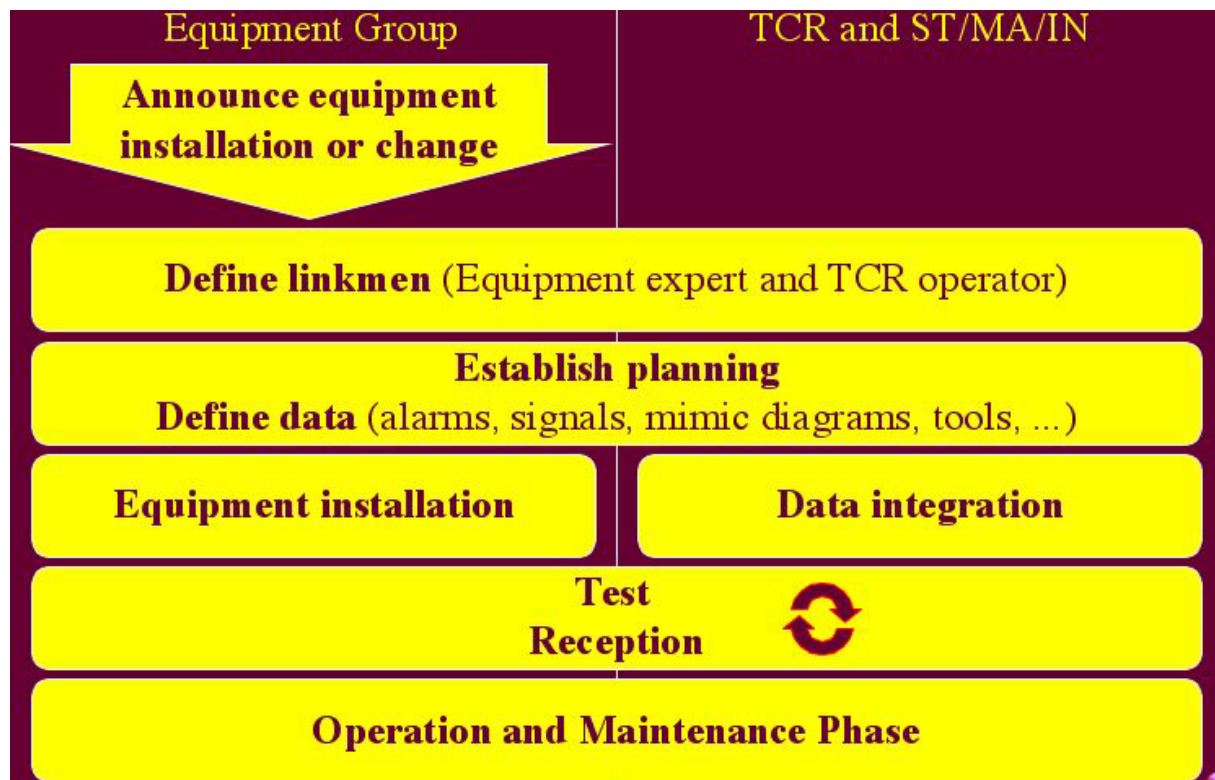 Equipment Group
TCR and ST/MA/IN
Announce equipment
installation or change
Define linkmen (Equipment expert and TCR operator)
Establish planning
Define data (alarms, signals, mimic diagrams, tools, ...)
Equipment installation
Data integration
Test
Reception
Operation and Maintenance Phase